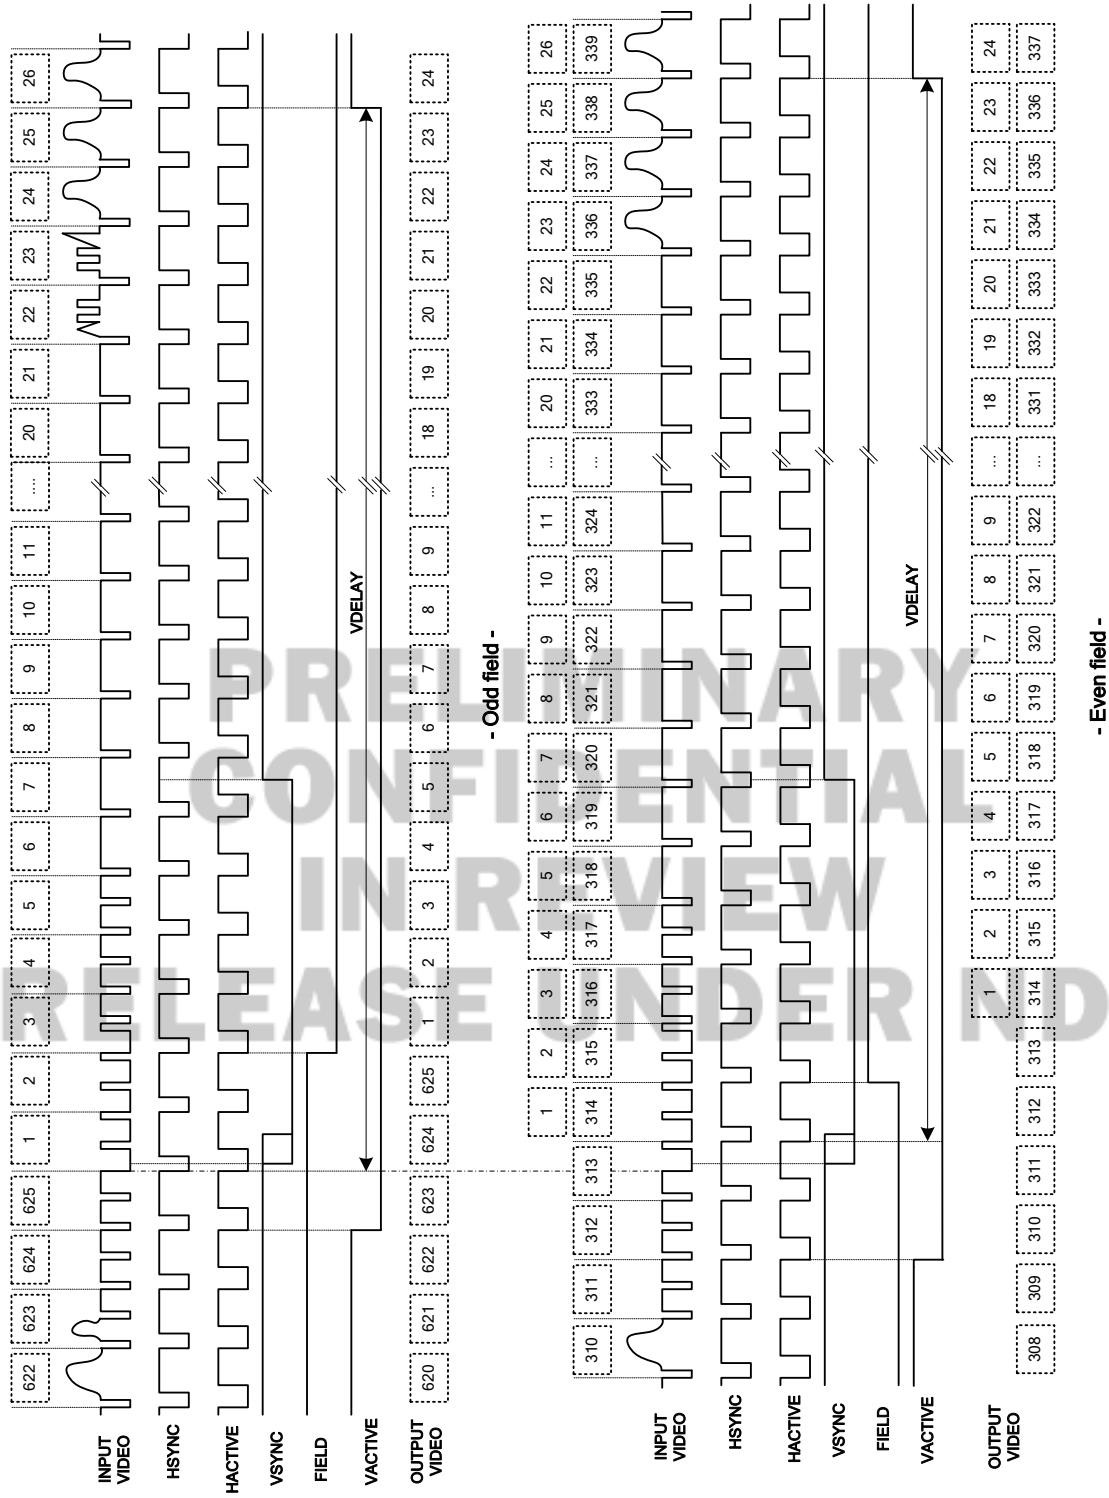 622 623 624 625 1 2 3 4 5 6 7 8 9 10 11 .... 20 21 22 23 24 25 26
INPUT
VIDEO
HSYNC
HACTIVE
VSYNC
FIELD
VDELAY
VACTIVE
OUTPUT
VIDEO
620 621 622 623 624 625 1 2 3 4 5 6 7 8 9 ... 18 19 20 21 22 23 24
- Odd field -
1 2 3 4 5 6 7 8 9 10 11 ... 20 21 22 23 24 25 26
310 311 312 313 314 315 316 317 318 319 320 321 322 323 324 ... 333 334 335 336 337 338 339
INPUT
VIDEO
HSYNC
HACTIVE
VSYNC
FIELD
VDELAY
VACTIVE
OUTPUT
VIDEO
1 2 3 4 5 6 7 8 9 ... 18 19 20 21 22 23 24
308 309 310 311 312 313 314 315 316 317 318 319 320 321 322 ... 331 332 333 334 335 336 337
- Even field -
PRELIMINARY
CONFIDENTIAL
IN REVIEW
RELEASE UNDER ND